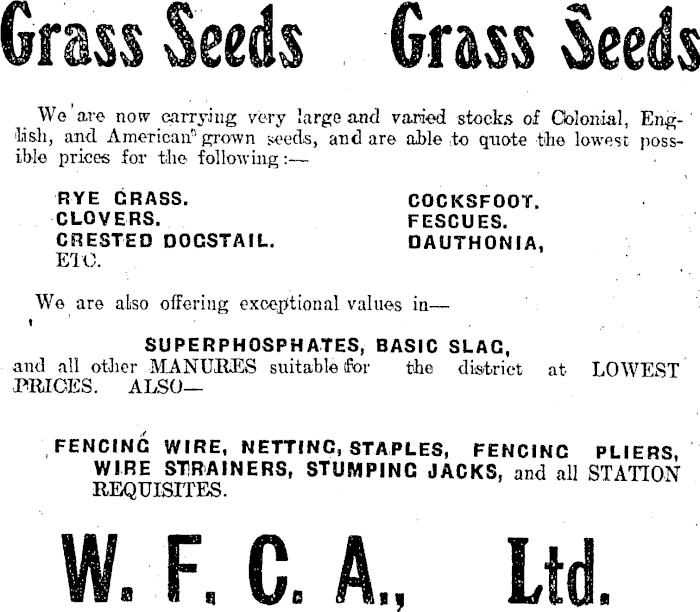 Grass Seeds Grass Seeds
We are now carrying very large and varied stocks of Colonial, Eng-
lish, and American grown seeds, and are able to quote the lowest poss-
ible prices for the following:—
RYE GRASS. COCKSFOOT.
CLOVERS. FESCUES.
CRESTED DOGSTAIL. DAUTHONIA,
ETC.
We are also offering exceptional values in—
SUPERPHOSPHATES, BASIC SLAG,
and all other MANURES suitable for the district at LOWEST
PRICES. ALSO—
FENCING WIRE, NETTING, STAPLES, FENCING PLIERS,
WIRE STRAINERS, STUMPING JACKS, and all STATION
REQUISITES.
W. F. C. A., Ltd.